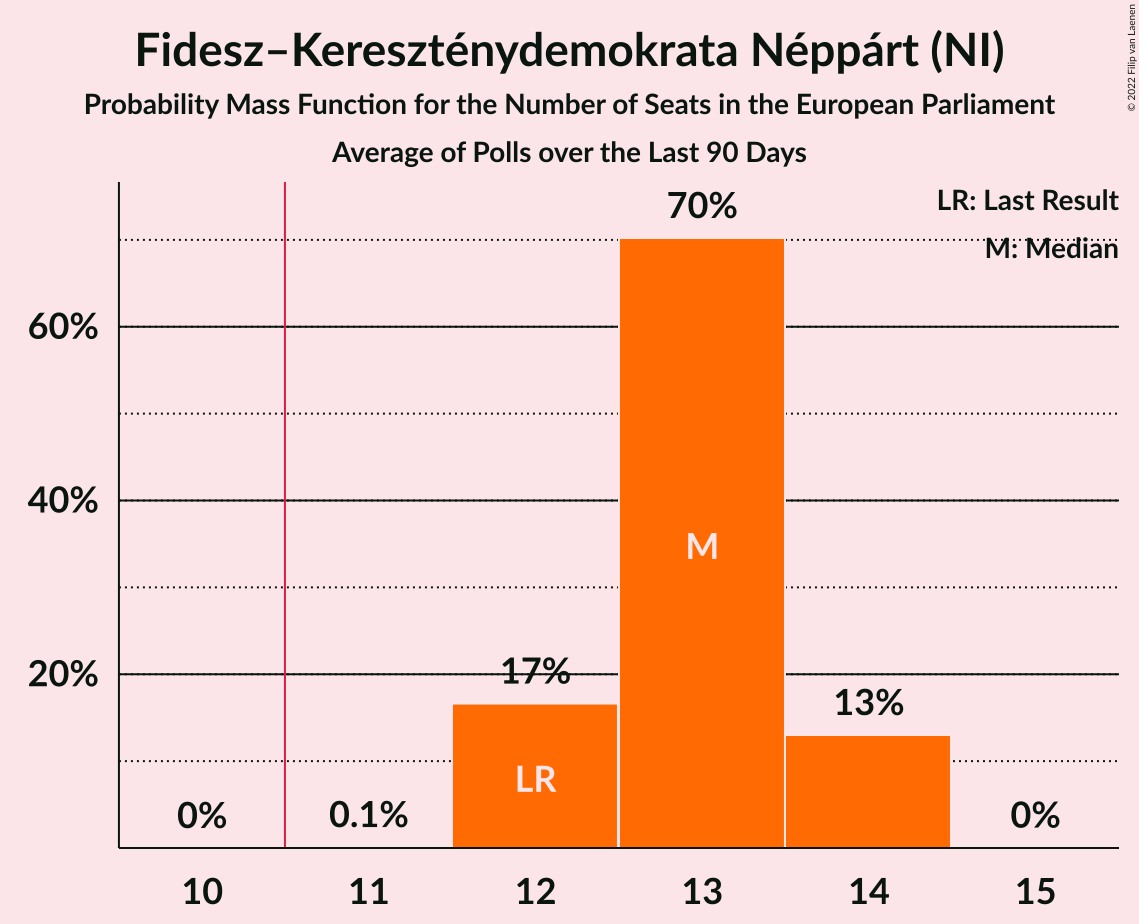 Fidesz–Kereszténydemokrata Néppárt (NI)
Probability Mass Function for the Number of Seats in the European Parliament
Average of Polls over the Last 90 Days
© 2022 Filip van Laenen
LR: Last Result
M: Median
70%
60%
40%
20%
M
17%
13%
LR
0%
0.1%
0%
10 11 12 13 14 15